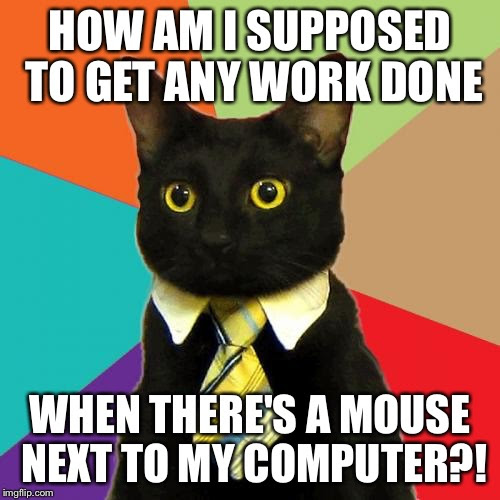 HOW AM I SUPPOSED
TO GET ANY WORK DONE
WHEN THERE'S A MOUSE
NEXT TO MY COMPUTER?!
imgflip.com